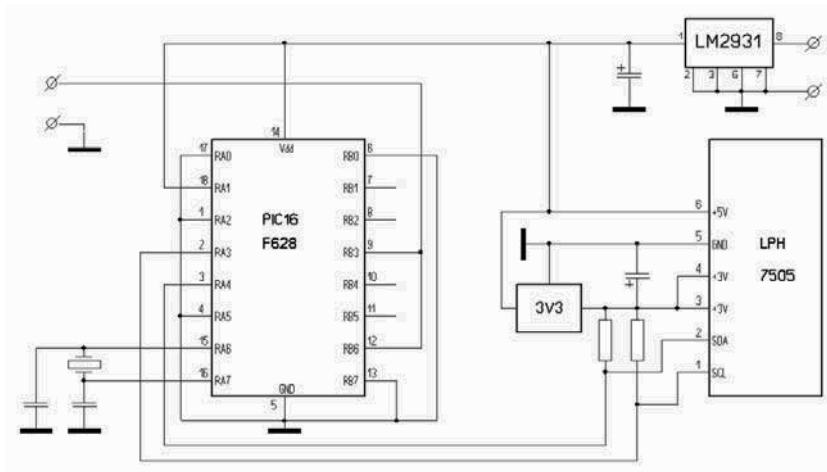 1 LM2931 8
2 3 6 7
14
Vdd
17 RA0 RB0 6
18 RA1 RB1 7
1 RA2 RB2 8
PIC16
F628
2 RA3 RB3 9
3 RA4 RB4 10
4 RA5 RB5 11
15 RA6 RB6 12
16 RA7 RB7 13
GND
5
6 +5V
5 GND
LPH
7505
4 +3V
3V3
3 +3V
2 SDA
1 SCL
+
+